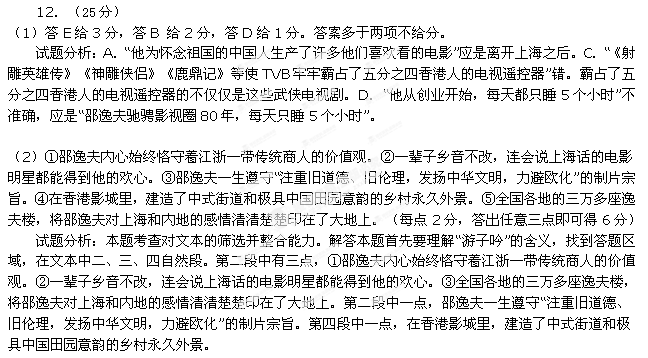 12．（25分）
（1）答E给3分，答B 给2分，答D给1分。答案多于两项不给分。
试题分析：A．“他为怀念祖国的中国人生产了许多他们喜欢看的电影”应是离开上海之后。C．“《射
雕英雄传》《神雕侠侣》《鹿鼎记》等使TVB牢牢霸占了五分之四香港人的电视遥控器”错。霸占了五
分之四香港人的电视遥控器的不仅仅是这些武侠电视剧。D．“他从创业开始，每天都只睡5个小时”不
准确，应是“邵逸夫驰骋影视圈80年，每天只睡5个小时”。
（2）①邵逸夫内心始终恪守着江浙一带传统商人的价值观。②一辈子乡音不改，连会说上海话的电影
明星都能得到他的欢心。③邵逸夫一生遵守“注重旧道德、旧伦理，发扬中华文明，力避欧化”的制片宗
旨。④在香港影城里，建造了中式街道和极具中国田园意韵的乡村永久外景。⑤全国各地的三万多座逸
夫楼，将邵逸夫对上海和内地的感情清清楚楚印在了大地上。（每点2分，答出任意三点即可得6分）
试题分析：本题考查对文本的筛选并整合能力。解答本题首先要理解“游子吟”的含义，找到答题区
域，在文本中二、三、四自然段。第二段中有三点，①邵逸夫内心始终恪守着江浙一带传统商人的价值
观。②一辈子乡音不改，连会说上海话的电影明星都能得到他的欢心。③全国各地的三万多座逸夫楼，
将邵逸夫对上海和内地的感情清清楚楚印在了大地上。第二段中一点，邵逸夫一生遵守“注重旧道德、
旧伦理，发扬中华文明，力避欧化”的制片宗旨。第四段中一点，在香港影城里，建造了中式街道和极
具中国田园意韵的乡村永久外景。